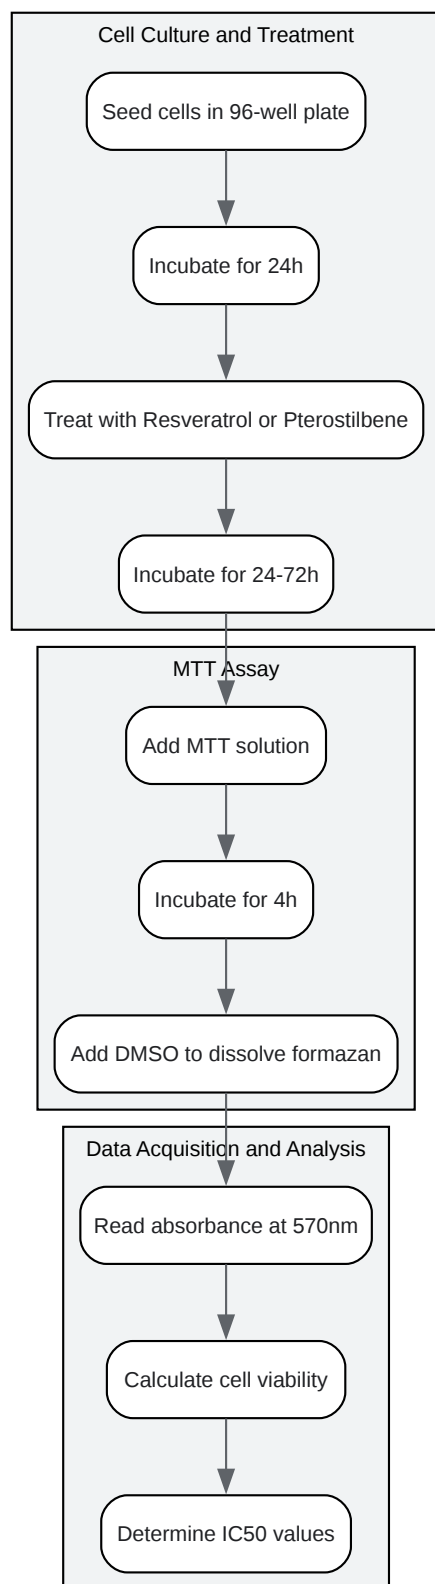 Cell Culture and Treatment
Seed cells in 96-well plate
Incubate for 24h
Treat with Resveratrol or Pterostilbene
Incubate for 24-72h
MTT Assay
Add MTT solution
Incubate for 4h
Add DMSO to dissolve formazan
Data Acquisition and Analysis
Read absorbance at 570nm
Calculate cell viability
Determine IC50 values